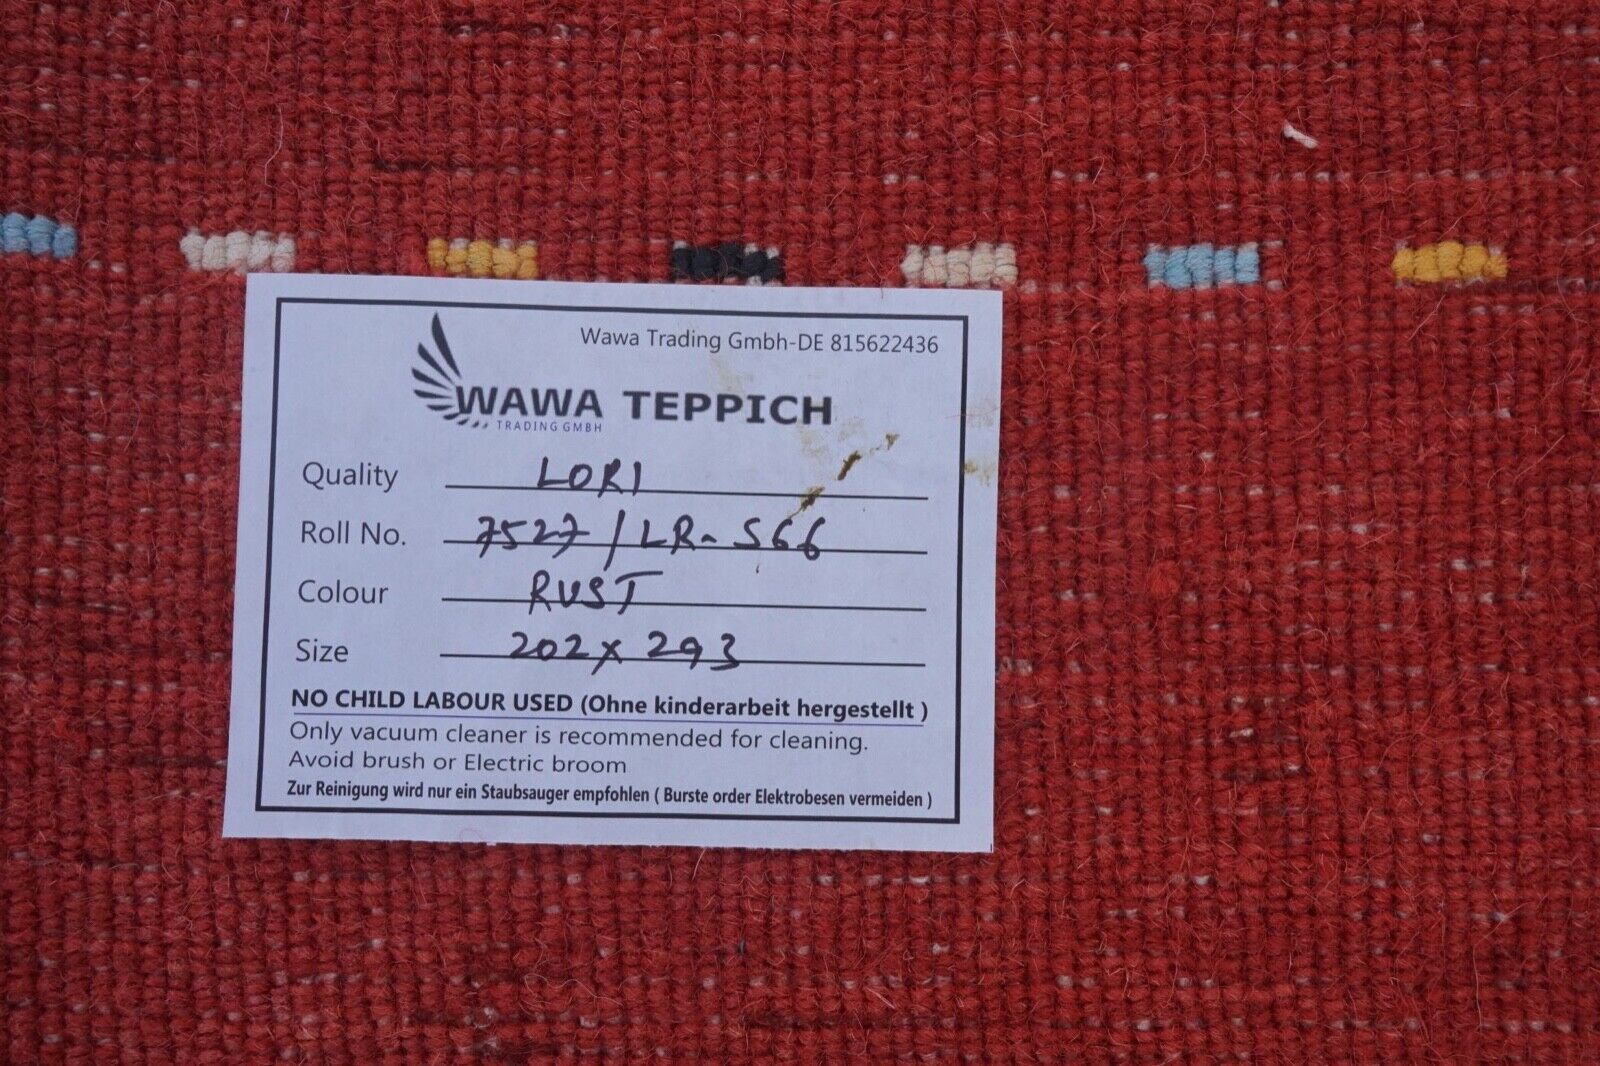 Wawa Trading Gmbh-DE 815622436
WAWA TEPPICH
TRADING GMBH
Quality LORI
Roll No. 7527/LR-566
Colour RUST
Size 202x293
NO CHILD LABOUR USED (Ohne kinderarbeit hergestellt )
Only vacuum cleaner is recommended for cleaning.
Avoid brush or Electric broom
Zur Reinigung wird nur ein Staubsauger empfohlen ( Burste order Elektrobesen vermeiden )